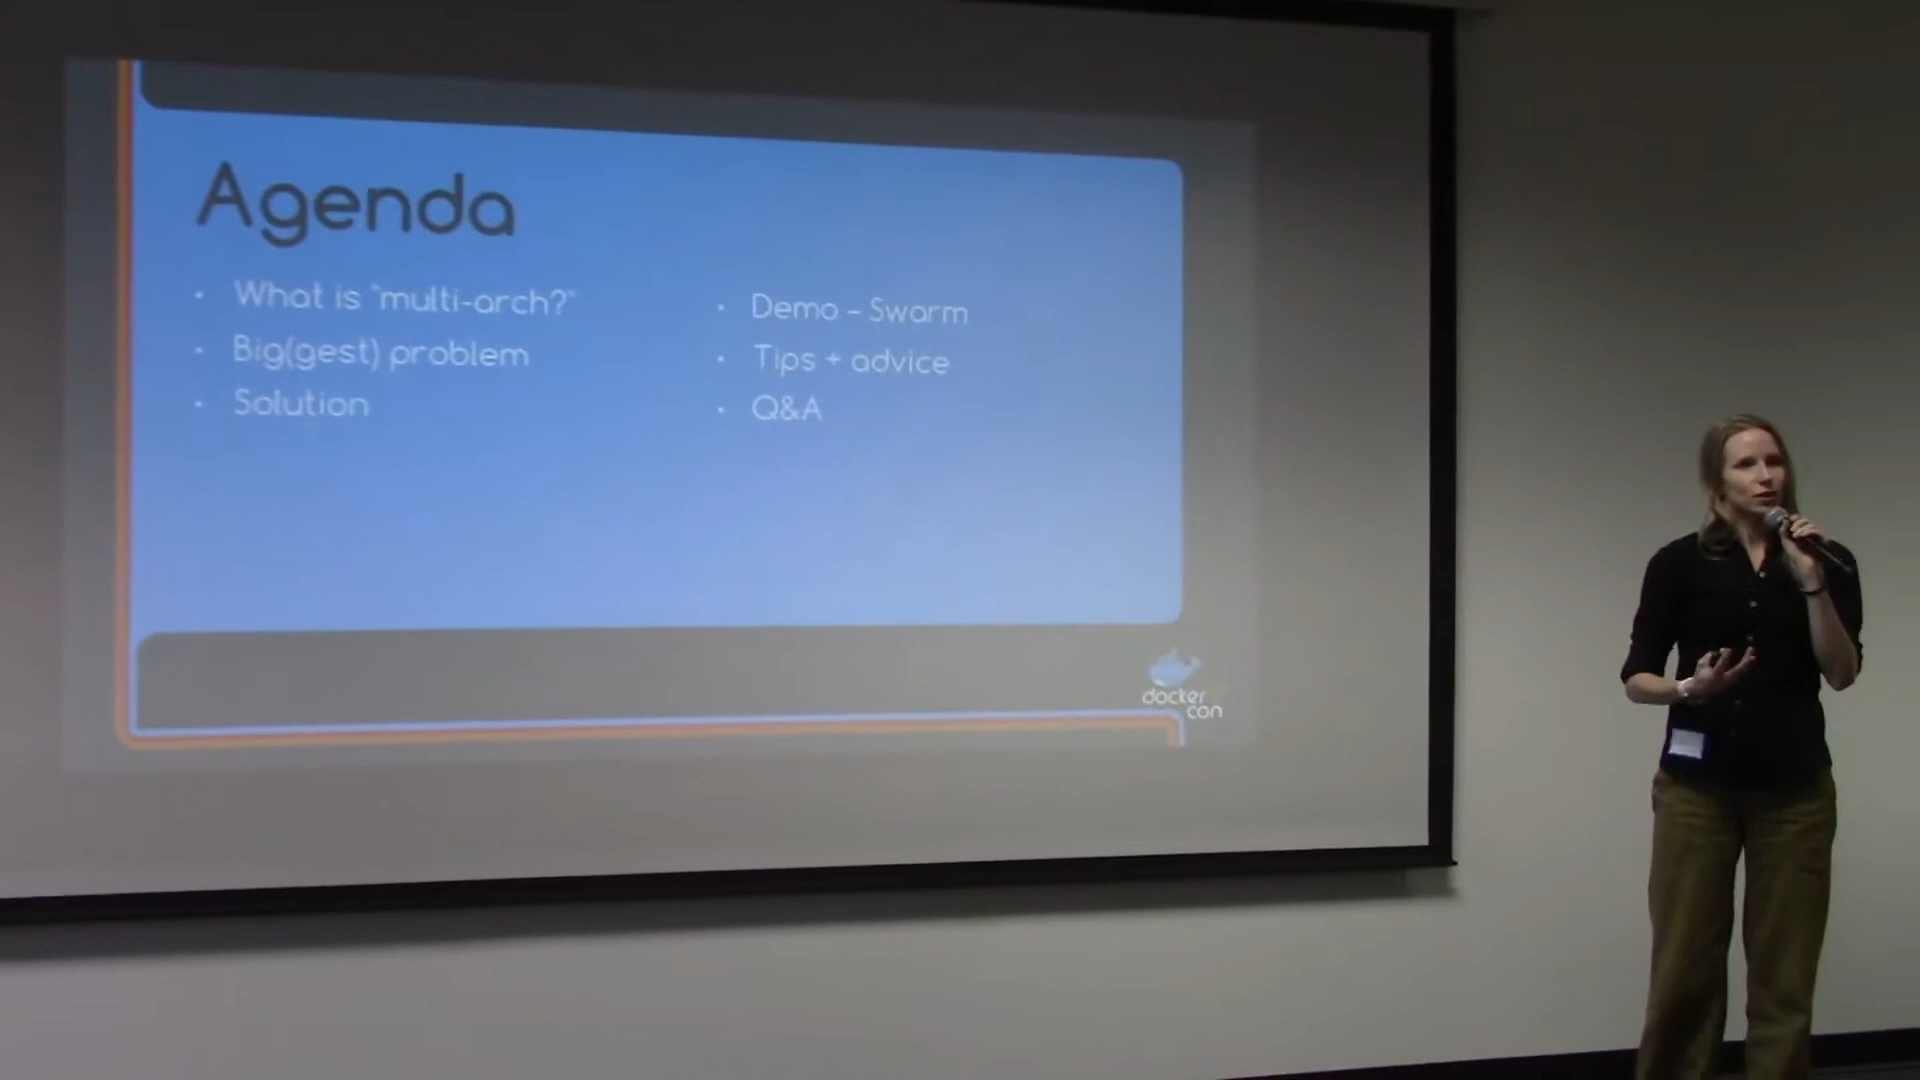 Agenda
• What is "multi-arch?"
• Big(gest) problem
• Solution
• Demo – Swarm
• Tips + advice
• Q&A
docker
con